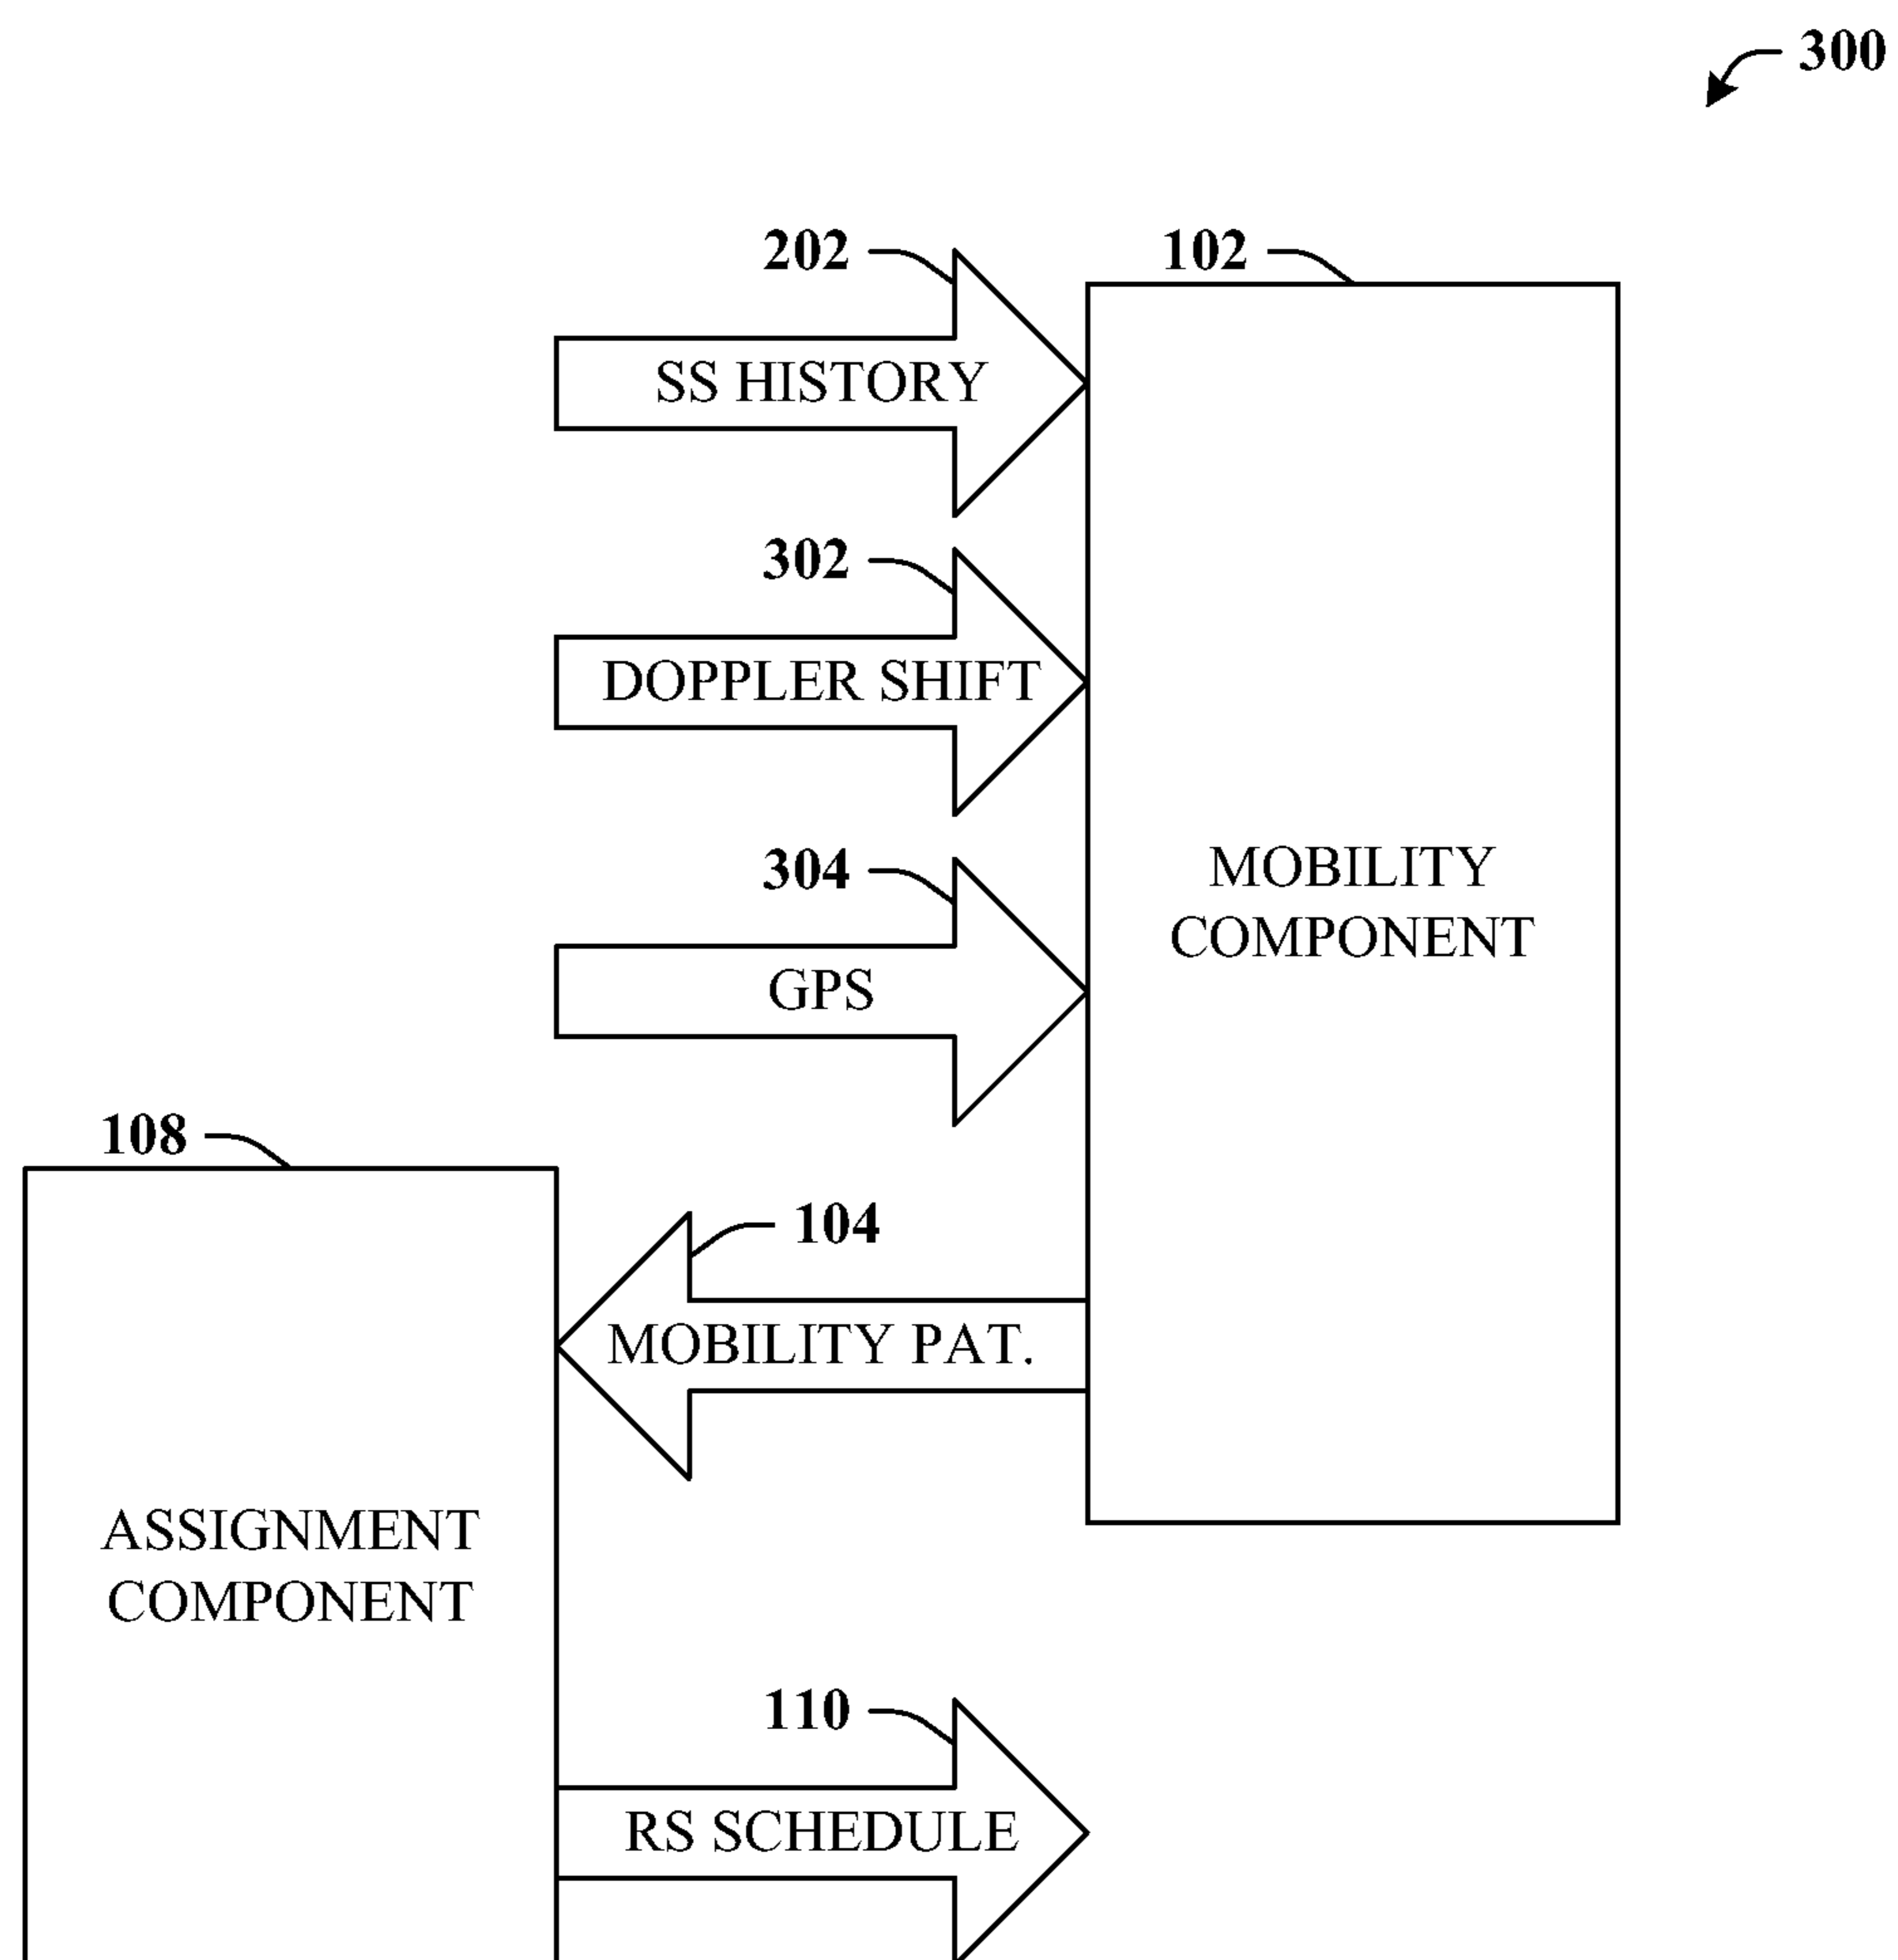 300
202
102
SS HISTORY
302
DOPPLER SHIFT
304
MOBILITY
COMPONENT
GPS
108
104
MOBILITY PAT.
ASSIGNMENT
COMPONENT
110
RS SCHEDULE